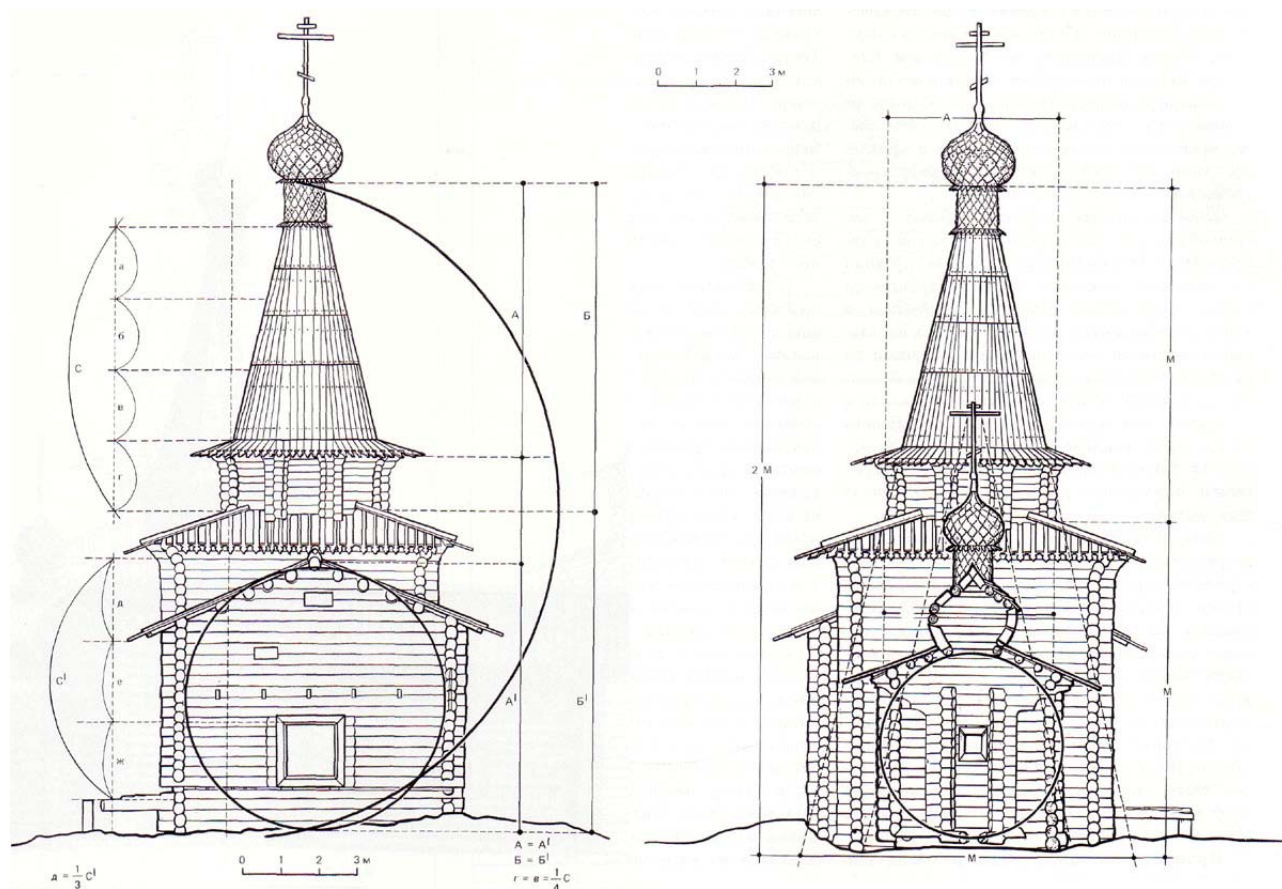 0 1 2 3 м
А
а
б
С
в
г
А
Б
М
2 М
д
С¹
е
А¹
Б¹
М
ж
0 1 2 3 м
А = А¹
Б = Б¹
г = в = 1/4 С
д = 1/3 С¹
М